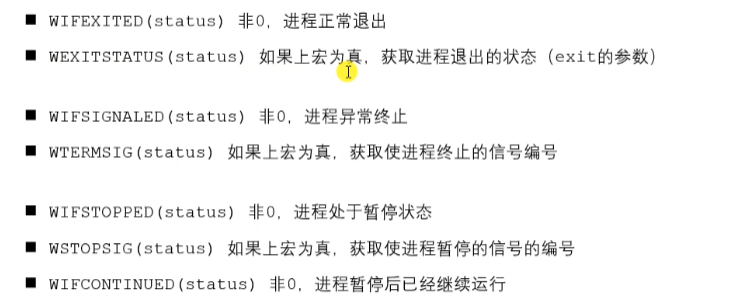 ■ WIFEXITED(status) 非0，进程正常退出
■ WEXITSTATUS(status) 如果上宏为真，获取进程退出的状态（exit的参数）
■ WIFSIGNALED(status) 非0，进程异常终止
■ WTERMSIG(status) 如果上宏为真，获取使进程终止的信号编号
■ WIFSTOPPED(status) 非0，进程处于暂停状态
■ WSTOPSIG(status) 如果上宏为真，获取使进程暂停的信号的编号
■ WIFCONTINUED(status) 非0，进程暂停后已经继续运行